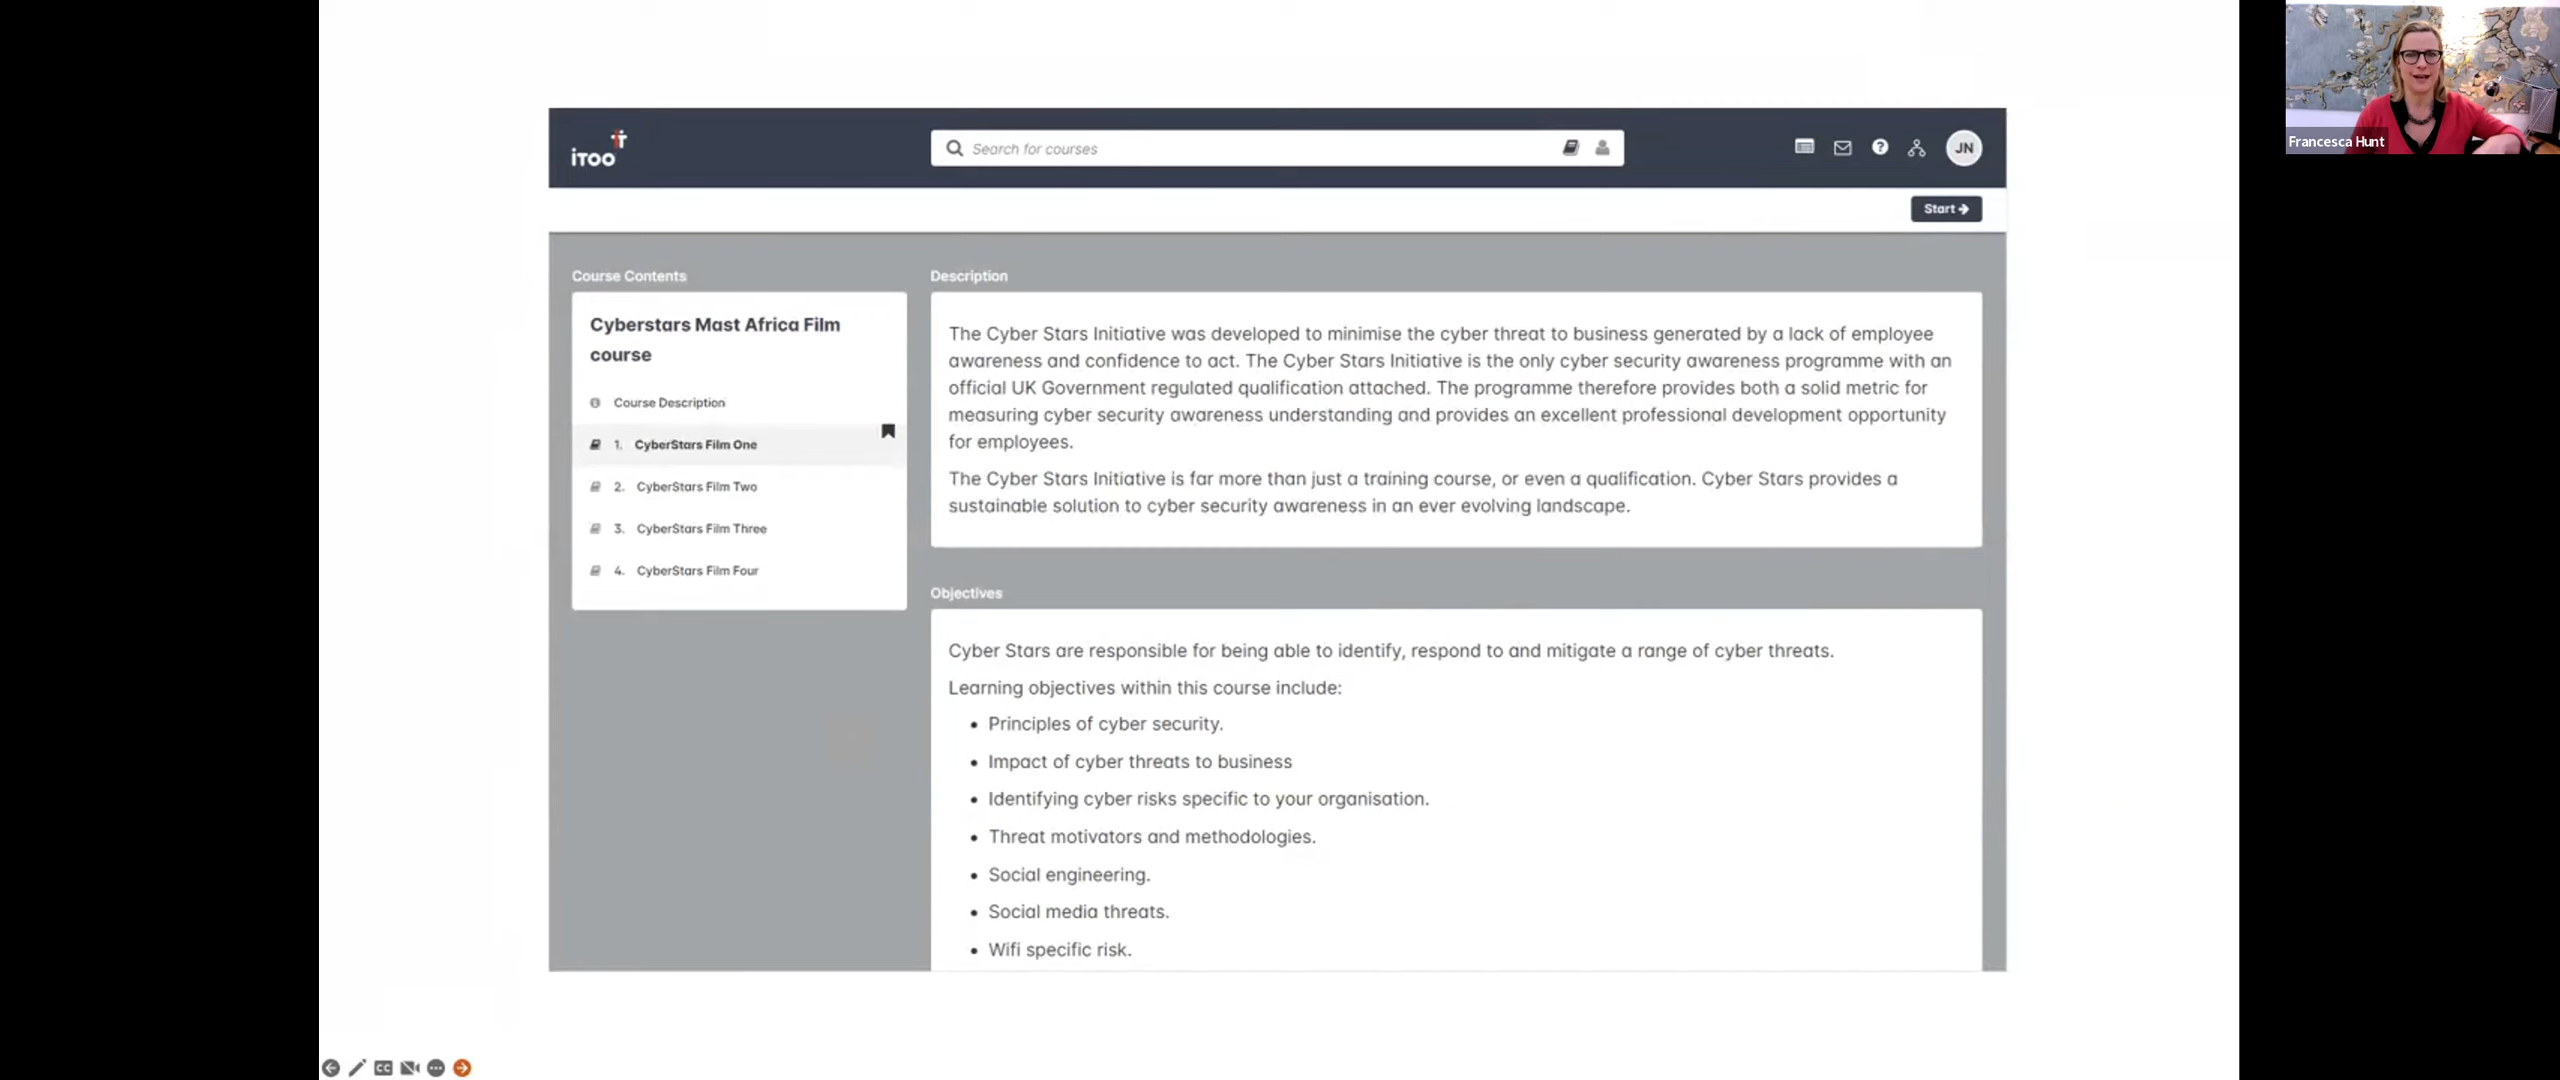 iTOO
Search for courses
JN
Start
Course Contents
Cyberstars Mast Africa Film
course
Course Description
1. CyberStars Film One
2. CyberStars Film Two
3. CyberStars Film Three
4. CyberStars Film Four
Description
The Cyber Stars Initiative was developed to minimise the cyber threat to business generated by a lack of employee
awareness and confidence to act. The Cyber Stars Initiative is the only cyber security awareness programme with an
official UK Government regulated qualification attached. The programme therefore provides both a solid metric for
measuring cyber security awareness understanding and provides an excellent professional development opportunity
for employees.
The Cyber Stars Initiative is far more than just a training course, or even a qualification. Cyber Stars provides a
sustainable solution to cyber security awareness in an ever evolving landscape.
Objectives
Cyber Stars are responsible for being able to identify, respond to and mitigate a range of cyber threats.
Learning objectives within this course include:
• Principles of cyber security.
• Impact of cyber threats to business
• Identifying cyber risks specific to your organisation.
• Threat motivators and methodologies.
• Social engineering.
• Social media threats.
• Wifi specific risk.
Francesca Hunt
CC